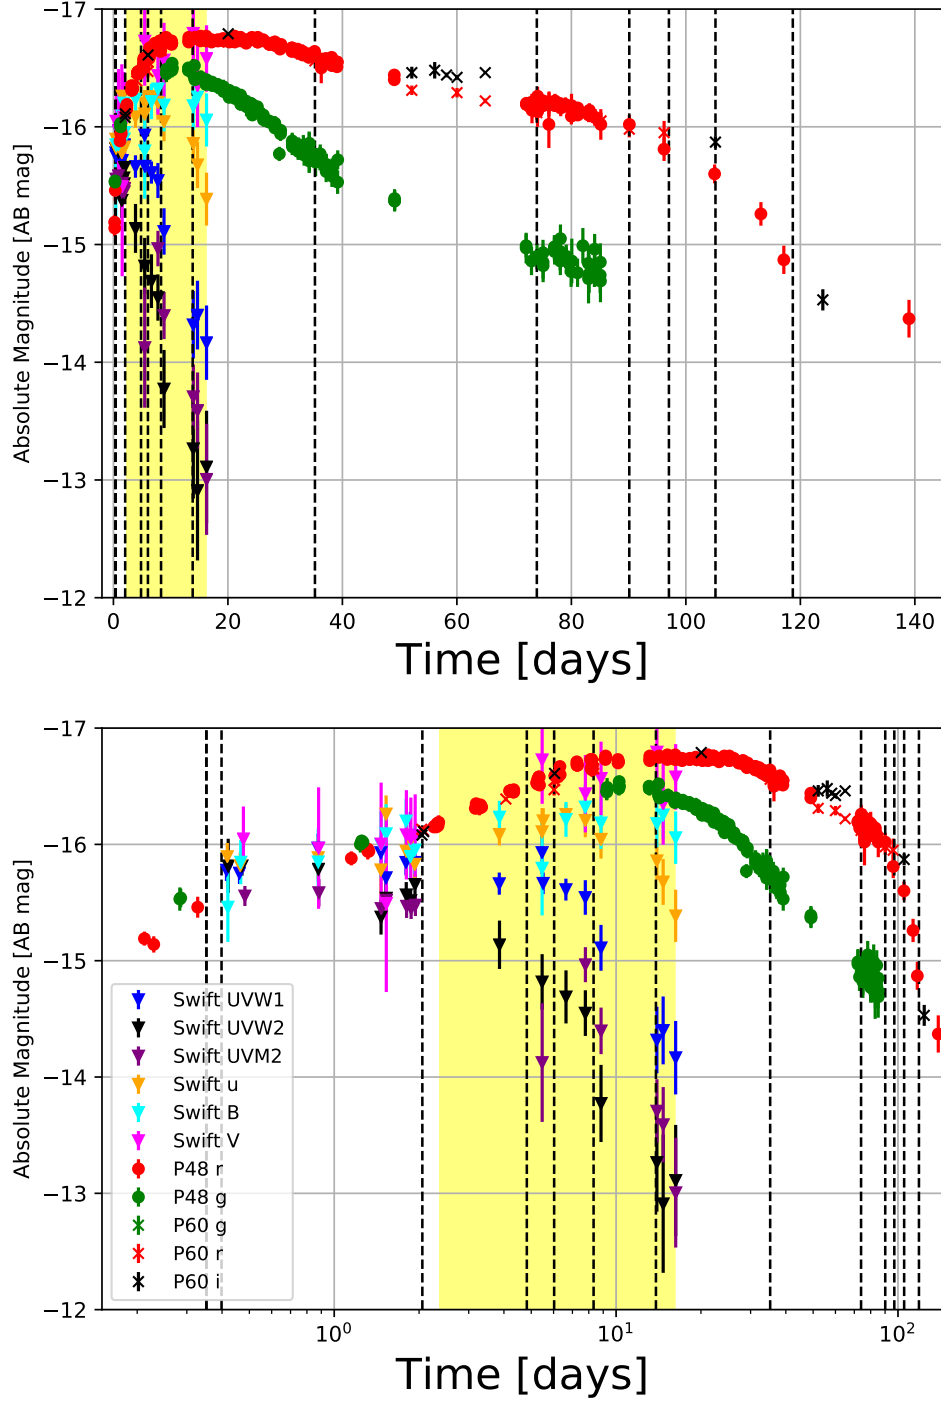 −17
−16
−15
−14
−13
−12
Absolute Magnitude [AB mag]
0 20 40 60 80 100 120 140
Time [days]
−17
−16
−15
−14
−13
−12
Absolute Magnitude [AB mag]
Swift UVW1
Swift UVW2
Swift UVM2
Swift u
Swift B
Swift V
P48 r
P48 g
P60 g
P60 r
P60 i
10⁰ 10¹ 10²
Time [days]